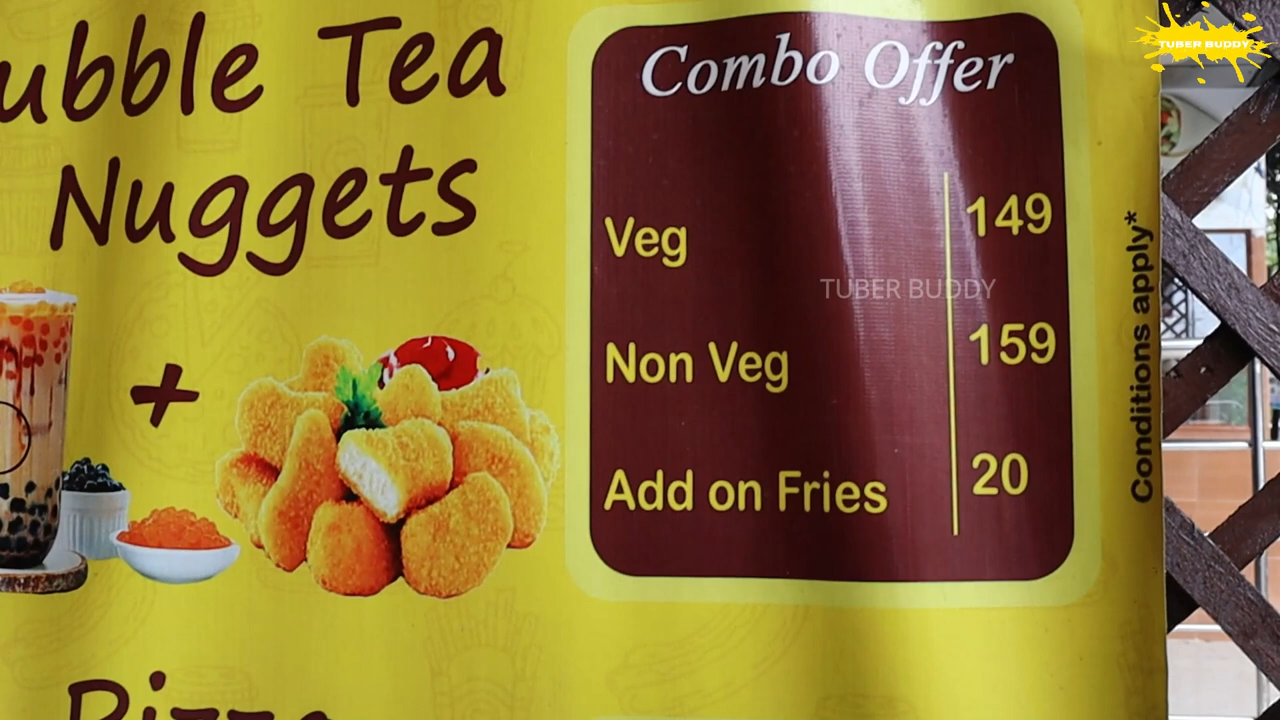 ubble Tea
Nuggets
+
Combo Offer
Veg 149
Non Veg 159
Add on Fries 20
Conditions apply*
TUBER BUDDY
TUBER BUDDY